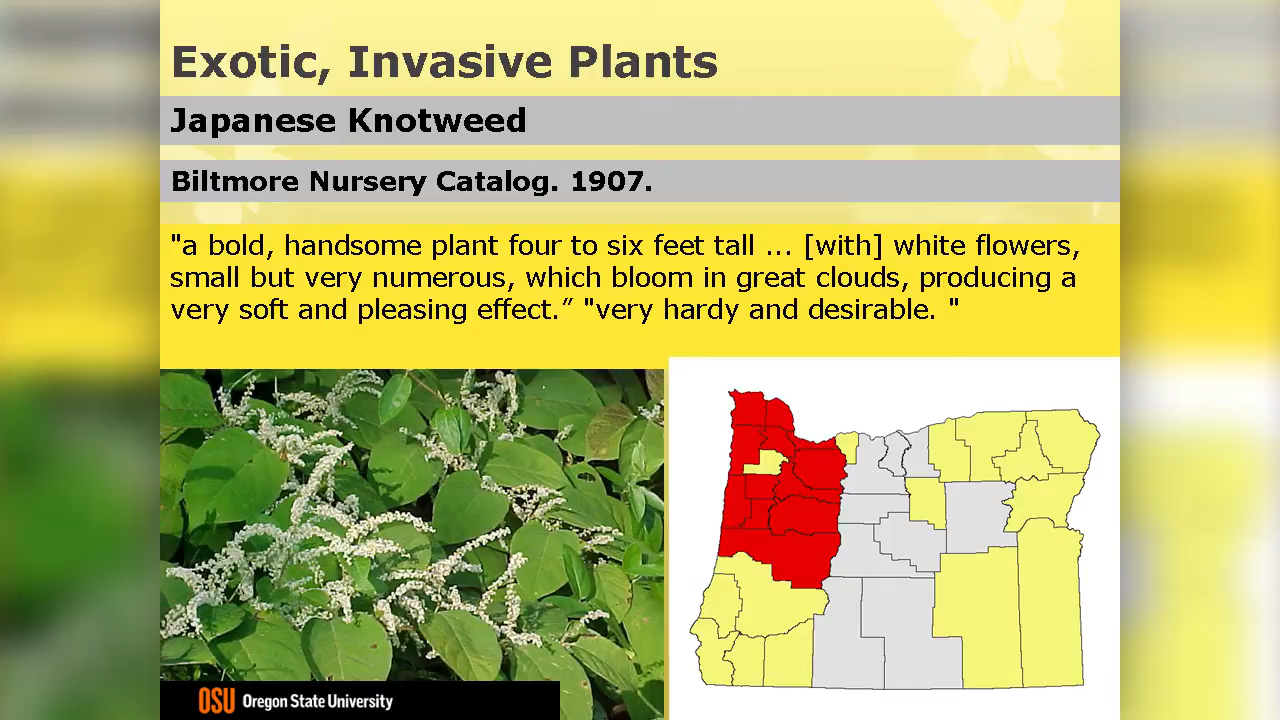 Exotic, Invasive Plants
Japanese Knotweed
Biltmore Nursery Catalog. 1907.
"a bold, handsome plant four to six feet tall ... [with] white flowers,
small but very numerous, which bloom in great clouds, producing a
very soft and pleasing effect.” "very hardy and desirable. "
OSU Oregon State University